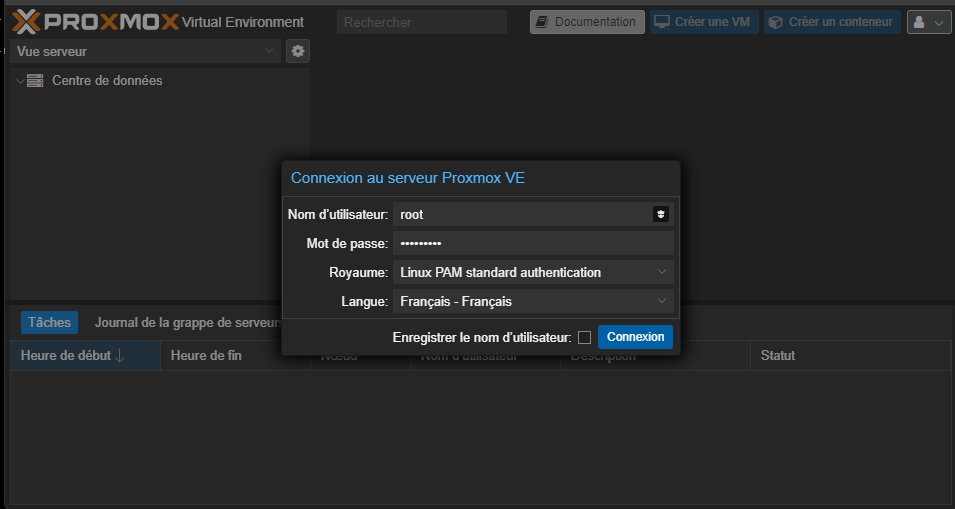 PROXMOX Virtual Environment Rechercher Documentation Créer une VM Créer un conteneur
Vue serveur
Centre de données
Connexion au serveur Proxmox VE
Nom d'utilisateur: root
Mot de passe: •••••••••
Royaume: Linux PAM standard authentication
Langue: Français - Français
Enregistrer le nom d'utilisateur: Connexion
Tâches Journal de la grappe de serveurs
Heure de début Heure de fin Nœud Nom d'utilisateur Description Statut